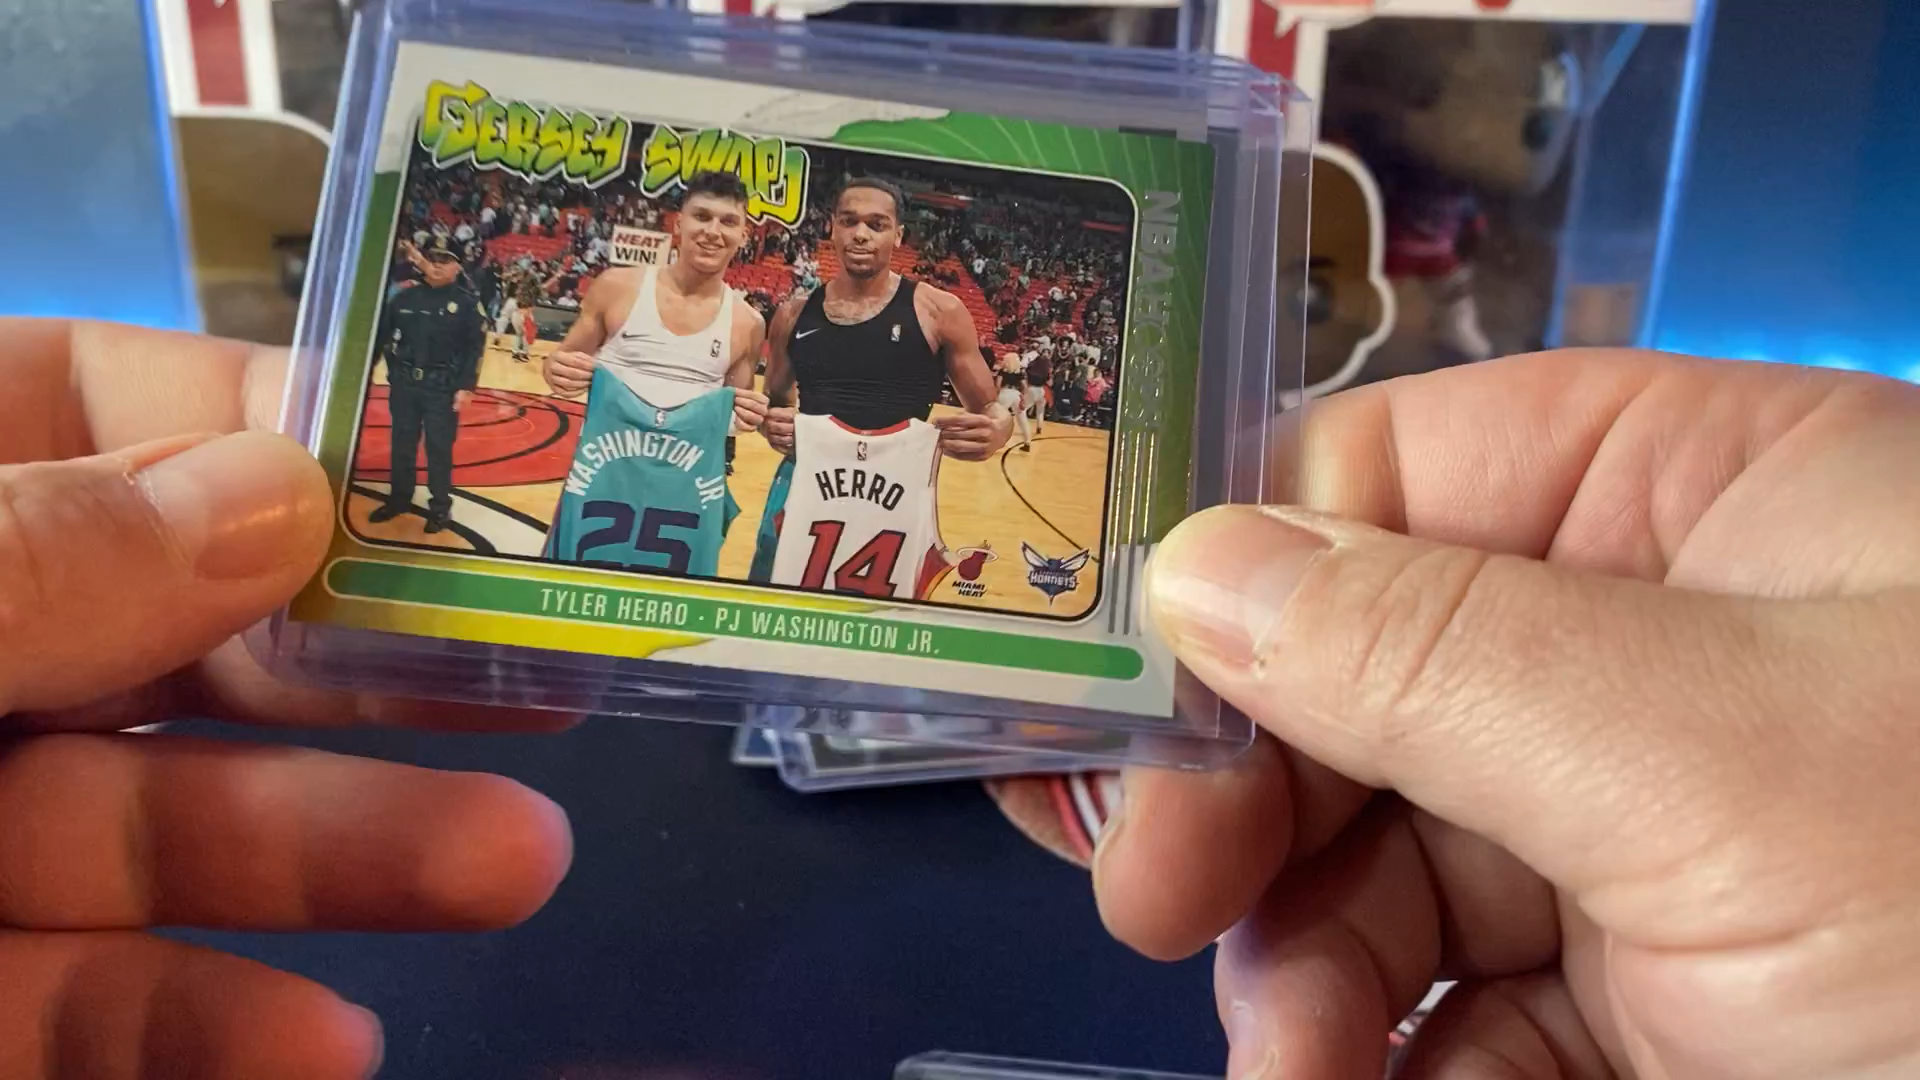 JERSEY SWAP
NBA HOOPS
HEAT
WIN!
WASHINGTON JR.
25
HERRO
14
MIAMI
HEAT
HORNETS
TYLER HERRO · PJ WASHINGTON JR.